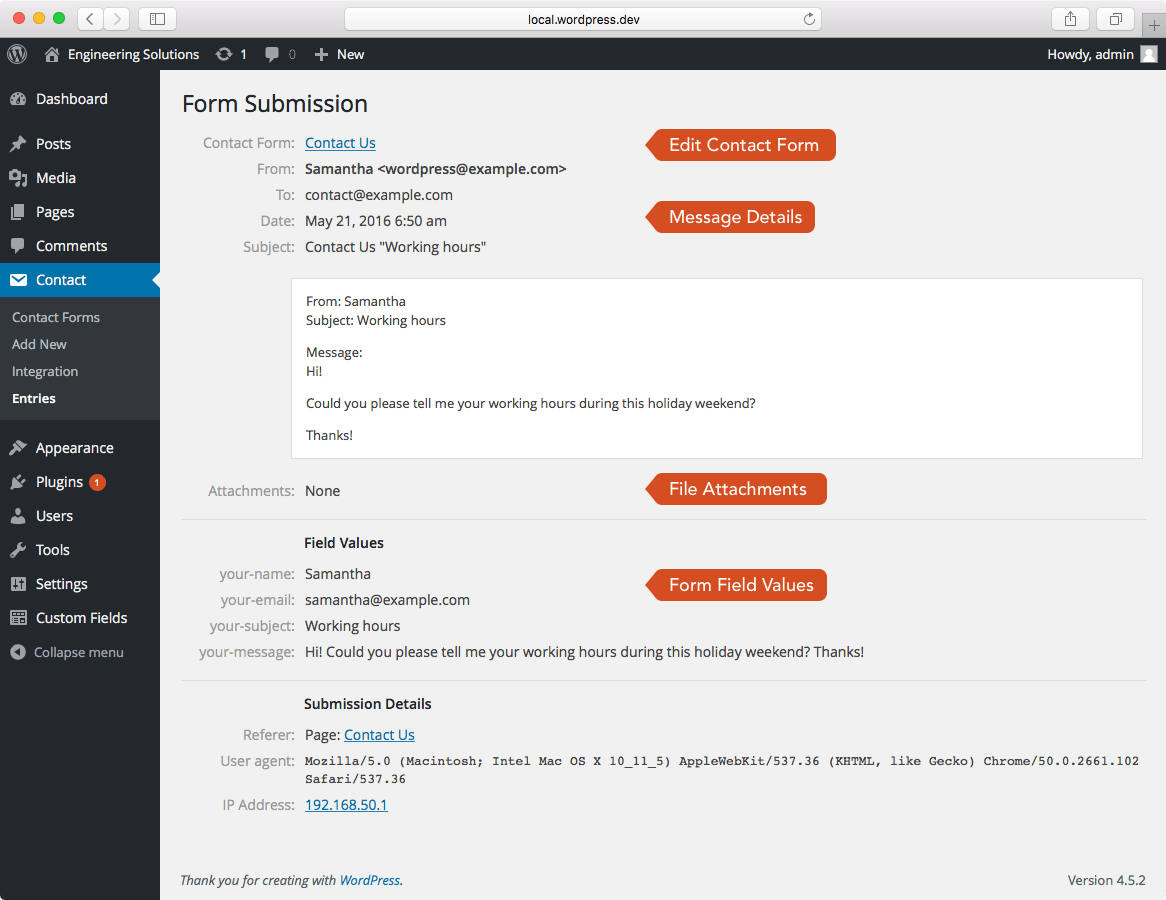 local.wordpress.dev
Engineering Solutions 1 0 New Howdy, admin
Dashboard
Posts
Media
Pages
Comments
Contact
Contact Forms
Add New
Integration
Entries
Appearance
Plugins 1
Users
Tools
Settings
Custom Fields
Collapse menu
Form Submission
Contact Form: Contact Us
Edit Contact Form
From: Samantha <wordpress@example.com>
To: contact@example.com
Message Details
Date: May 21, 2016 6:50 am
Subject: Contact Us "Working hours"
From: Samantha
Subject: Working hours
Message:
Hi!
Could you please tell me your working hours during this holiday weekend?
Thanks!
Attachments: None
File Attachments
Field Values
your-name: Samantha
Form Field Values
your-email: samantha@example.com
your-subject: Working hours
your-message: Hi! Could you please tell me your working hours during this holiday weekend? Thanks!
Submission Details
Referer: Page: Contact Us
User agent: Mozilla/5.0 (Macintosh; Intel Mac OS X 10_11_5) AppleWebKit/537.36 (KHTML, like Gecko) Chrome/50.0.2661.102
Safari/537.36
IP Address: 192.168.50.1
Thank you for creating with WordPress.
Version 4.5.2